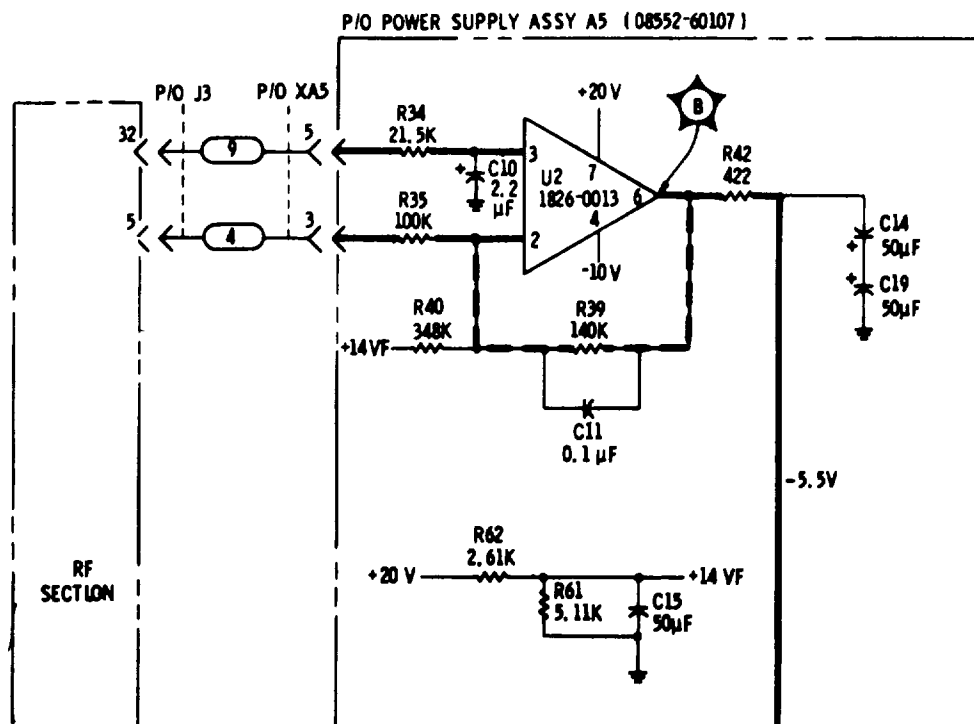 P/O POWER SUPPLY ASSY A5 (08552-60107)
P/O J3
P/O XA5
+20 V
B
R34
21.5K
R42
422
32
9
5
3
7
C10
2.2
µF
U2
1826-0013
6
4
R35
100K
C14
50µF
5
4
3
2
-10 V
C19
50µF
R40
348K
R39
140K
+14 VF
C11
0.1 µF
-5.5V
R62
2.61K
RF
SECTION
+20 V
+14 VF
R61
5.11K
C15
50µF